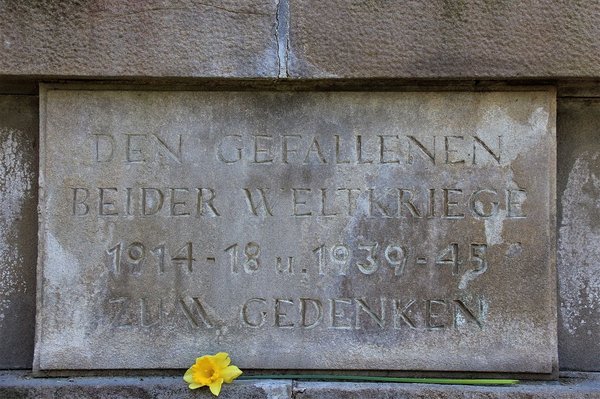 DEN GEFALLENEN
BEIDER WELTKRIEGE
1914-18 u. 1939-45
ZUM GEDENKEN